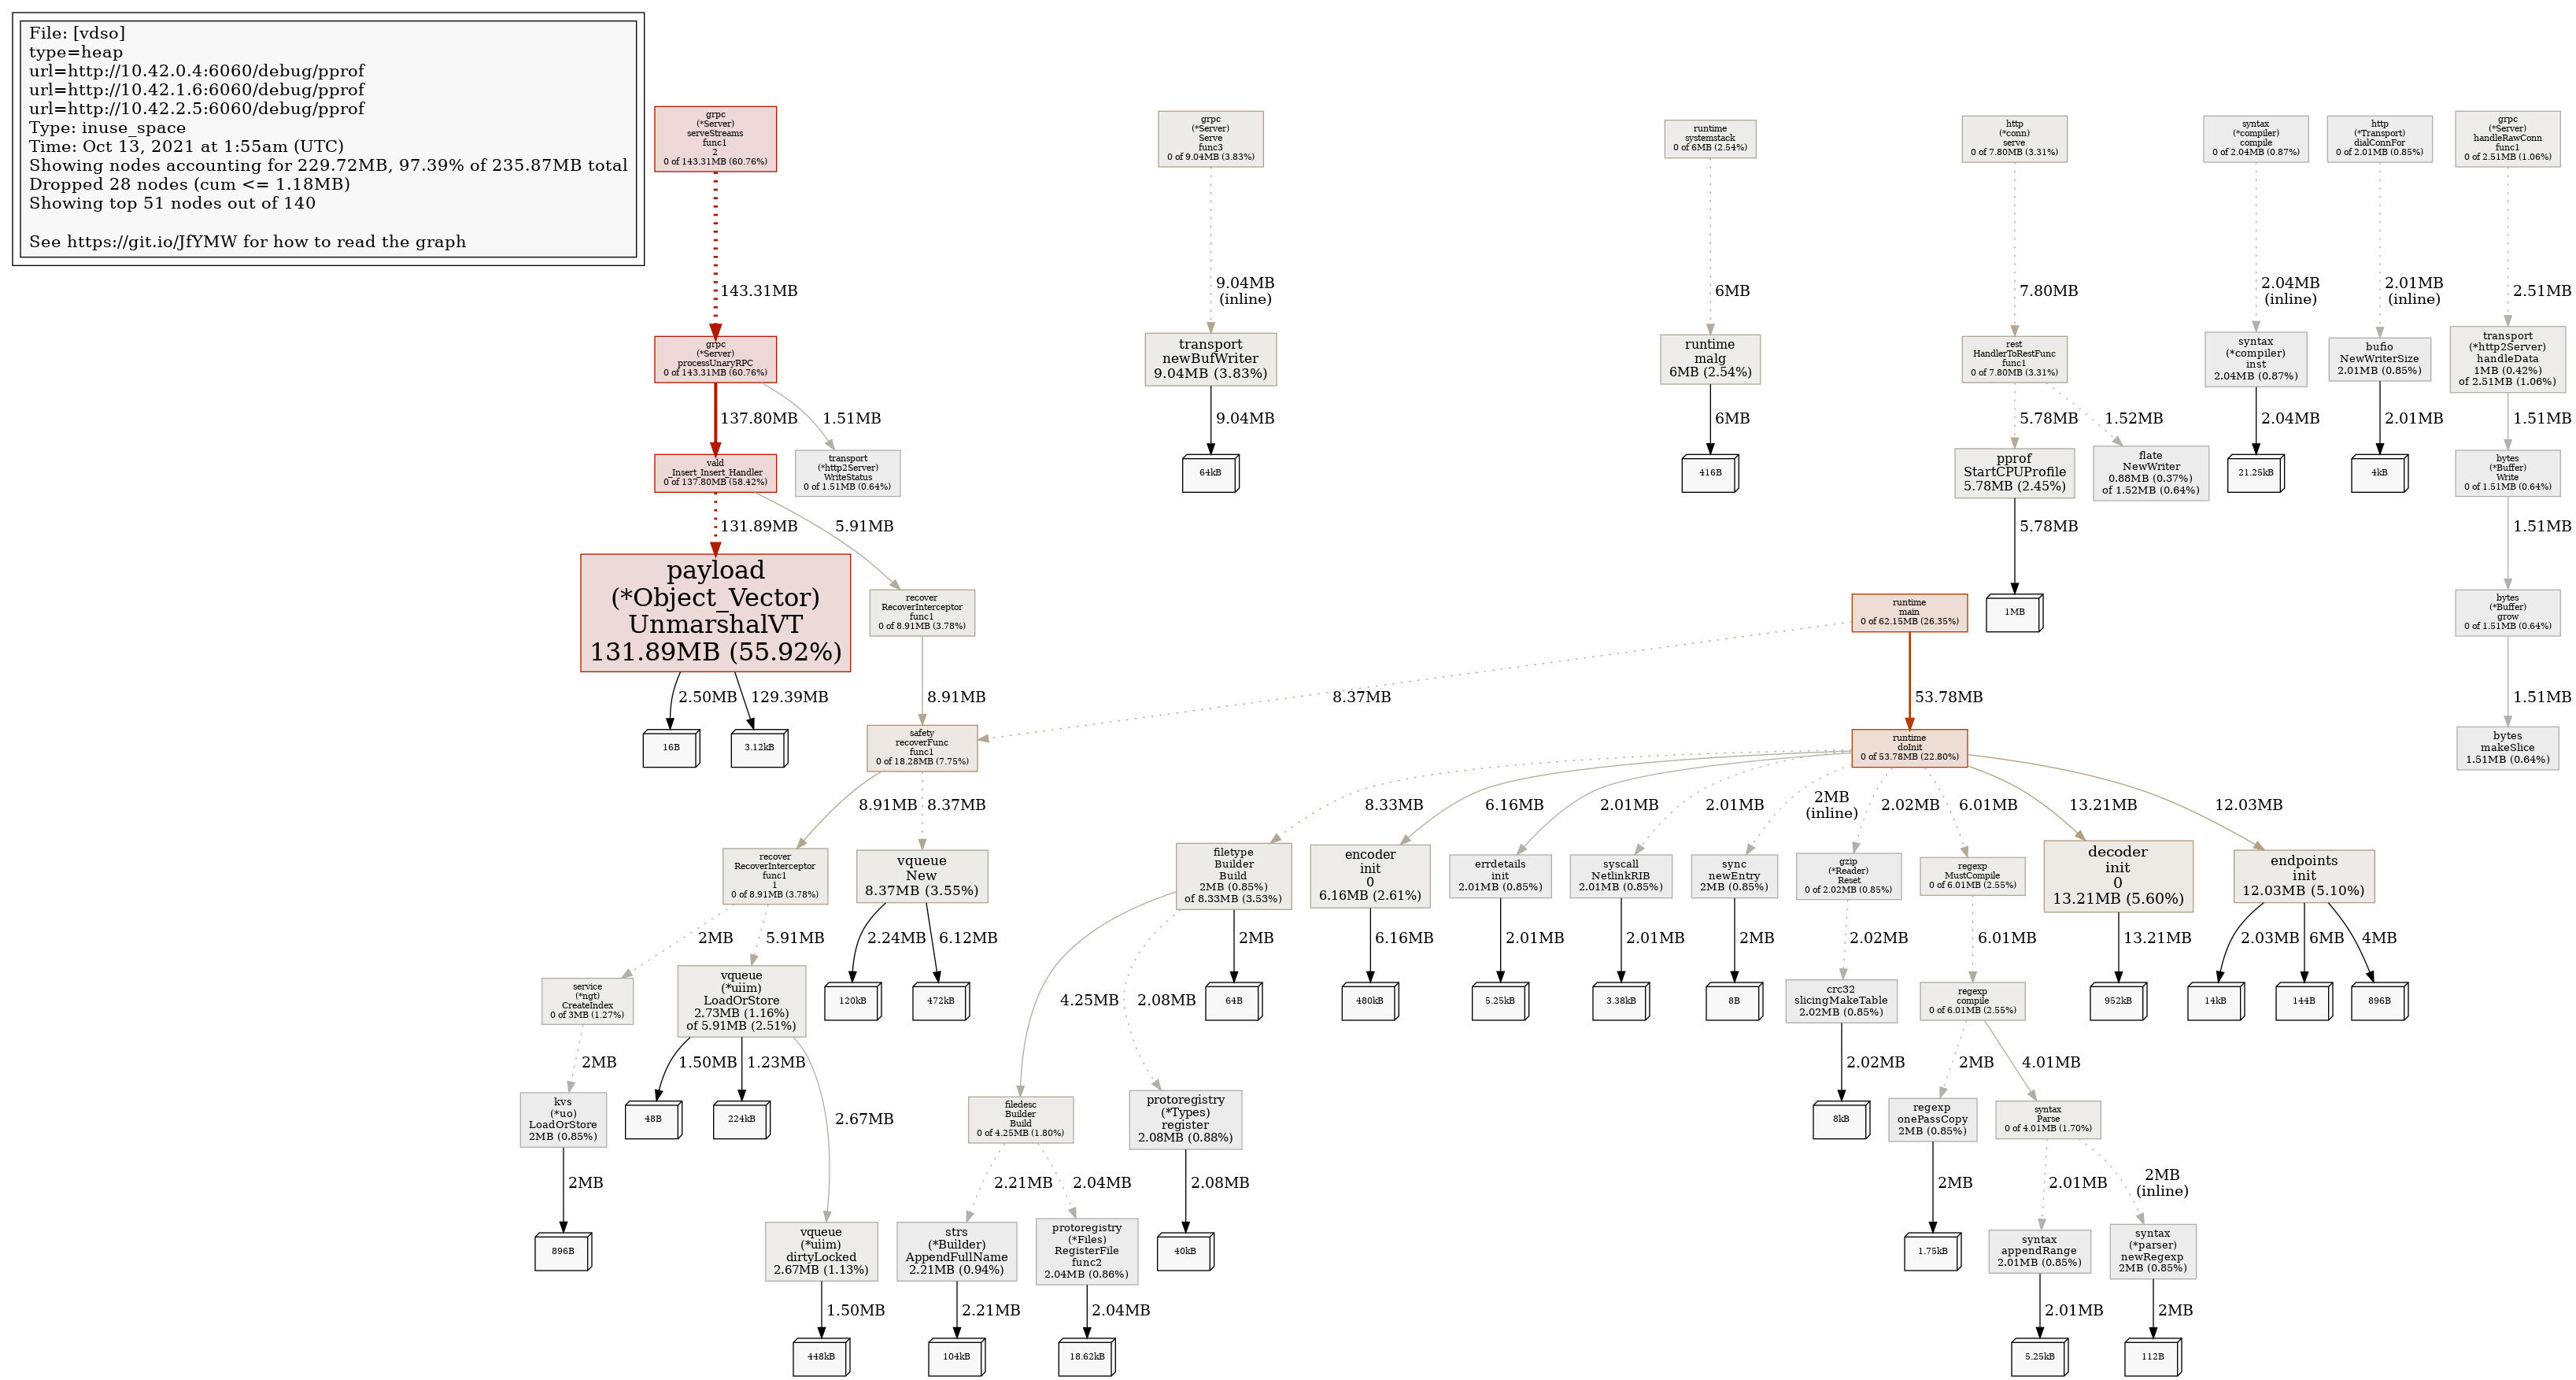 File: [vdso]
type=heap
url=http://10.42.0.4:6060/debug/pprof
url=http://10.42.1.6:6060/debug/pprof
url=http://10.42.2.5:6060/debug/pprof
Type: inuse_space
Time: Oct 13, 2021 at 1:55am (UTC)
Showing nodes accounting for 229.72MB, 97.39% of 235.87MB total
Dropped 28 nodes (cum <= 1.18MB)
Showing top 51 nodes out of 140
See https://git.io/JfYMW for how to read the graph
grpc
(*Server)
serveStreams
func1
2
0 of 143.31MB (60.76%)
grpc
(*Server)
Serve
func3
0 of 9.04MB (3.83%)
runtime
systemstack
0 of 6MB (2.54%)
http
(*conn)
serve
0 of 7.80MB (3.31%)
syntax
(*compiler)
compile
0 of 2.04MB (0.87%)
http
(*Transport)
dialConnFor
0 of 2.01MB (0.85%)
grpc
(*Server)
handleRawConn
func1
0 of 2.51MB (1.06%)
143.31MB
9.04MB
(inline)
6MB
7.80MB
2.04MB
(inline)
2.01MB
(inline)
2.51MB
grpc
(*Server)
processUnaryRPC
0 of 143.31MB (60.76%)
transport
newBufWriter
9.04MB (3.83%)
runtime
malg
6MB (2.54%)
rest
HandlerToRestFunc
func1
0 of 7.80MB (3.31%)
syntax
(*compiler)
inst
2.04MB (0.87%)
bufio
NewWriterSize
2.01MB (0.85%)
transport
(*http2Server)
handleData
1MB (0.42%)
of 2.51MB (1.06%)
137.80MB
1.51MB
9.04MB
6MB
5.78MB
1.52MB
2.04MB
2.01MB
1.51MB
vald
_Insert_Insert_Handler
0 of 137.80MB (58.42%)
transport
(*http2Server)
WriteStatus
0 of 1.51MB (0.64%)
64kB
416B
pprof
StartCPUProfile
5.78MB (2.45%)
flate
NewWriter
0.88MB (0.37%)
of 1.52MB (0.64%)
21.25kB
4kB
bytes
(*Buffer)
Write
0 of 1.51MB (0.64%)
131.89MB
5.91MB
5.78MB
1.51MB
payload
(*Object_Vector)
UnmarshalVT
131.89MB (55.92%)
recover
RecoverInterceptor
func1
0 of 8.91MB (3.78%)
runtime
main
0 of 62.15MB (26.35%)
1MB
bytes
(*Buffer)
grow
0 of 1.51MB (0.64%)
2.50MB
129.39MB
8.91MB
8.37MB
53.78MB
1.51MB
16B
3.12kB
safety
recoverFunc
func1
0 of 18.28MB (7.75%)
runtime
doInit
0 of 53.78MB (22.80%)
bytes
makeSlice
1.51MB (0.64%)
8.91MB
8.37MB
8.33MB
6.16MB
2.01MB
2.01MB
2MB
(inline)
2.02MB
6.01MB
13.21MB
12.03MB
recover
RecoverInterceptor
func1
1
0 of 8.91MB (3.78%)
vqueue
New
8.37MB (3.55%)
filetype
Builder
Build
2MB (0.85%)
of 8.33MB (3.53%)
encoder
init
0
6.16MB (2.61%)
errdetails
init
2.01MB (0.85%)
syscall
NetlinkRIB
2.01MB (0.85%)
sync
newEntry
2MB (0.85%)
gzip
(*Reader)
Reset
0 of 2.02MB (0.85%)
regexp
MustCompile
0 of 6.01MB (2.55%)
decoder
init
0
13.21MB (5.60%)
endpoints
init
12.03MB (5.10%)
2MB
5.91MB
2.24MB
6.12MB
4.25MB
2.08MB
2MB
6.16MB
2.01MB
2.01MB
2MB
2.02MB
6.01MB
13.21MB
2.03MB
6MB
4MB
service
(*ngt)
CreateIndex
0 of 3MB (1.27%)
vqueue
(*uiim)
LoadOrStore
2.73MB (1.16%)
of 5.91MB (2.51%)
120kB
472kB
64B
480kB
5.25kB
3.38kB
8B
crc32
slicingMakeTable
2.02MB (0.85%)
regexp
compile
0 of 6.01MB (2.55%)
952kB
14kB
144B
896B
2MB
1.50MB
1.23MB
2.67MB
2.02MB
2MB
4.01MB
kvs
(*uo)
LoadOrStore
2MB (0.85%)
48B
224kB
filedesc
Builder
Build
0 of 4.25MB (1.80%)
protoregistry
(*Types)
register
2.08MB (0.88%)
8kB
regexp
onePassCopy
2MB (0.85%)
syntax
Parse
0 of 4.01MB (1.70%)
2MB
2.21MB
2.04MB
2.08MB
2MB
2.01MB
2MB
(inline)
896B
vqueue
(*uiim)
dirtyLocked
2.67MB (1.13%)
strs
(*Builder)
AppendFullName
2.21MB (0.94%)
protoregistry
(*Files)
RegisterFile
func2
2.04MB (0.86%)
40kB
1.75kB
syntax
appendRange
2.01MB (0.85%)
syntax
(*parser)
newRegexp
2MB (0.85%)
1.50MB
2.21MB
2.04MB
2.01MB
2MB
448kB
104kB
18.62kB
5.25kB
112B